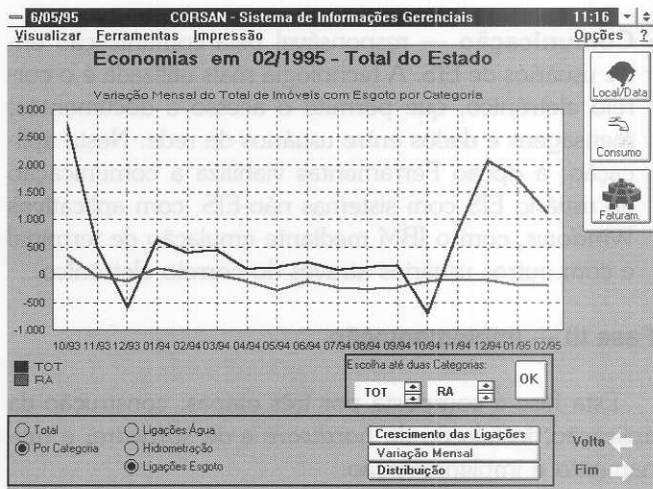 6/05/95 CORSAN - Sistema de Informações Gerenciais 11:16
Visualizar Ferramentas Impressão Opções ?
Economias em 02/1995 - Total do Estado
Variação Mensal do Total de Imóveis com Esgoto por Categoria
Local/Data
Consumo
Faturam.
3.000
2.500
2.000
1.500
1.000
500
0
-500
-1.000
10/93 11/93 12/93 01/94 02/94 03/94 04/94 05/94 06/94 07/94 08/94 09/94 10/94 11/94 12/94 01/95 02/95
TOT
RA
Escolha até duas Categorias:
TOT RA OK
Total
Por Categoria
Ligações Água
Hidrometração
Ligações Esgoto
Crescimento das Ligações
Variação Mensal
Distribuição
Volta
Fim